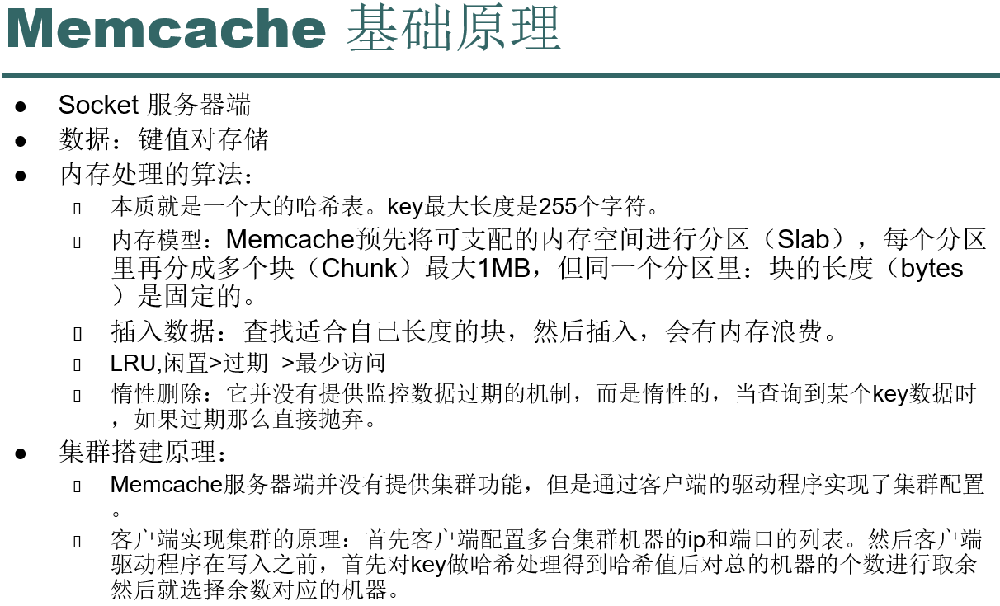 Memcache 基础原理
● Socket 服务器端
● 数据：键值对存储
● 内存处理的算法：
▯ 本质就是一个大的哈希表。key最大长度是255个字符。
▯ 内存模型：Memcache预先将可支配的内存空间进行分区（Slab），每个分区
里再分成多个块（Chunk）最大1MB，但同一个分区里：块的长度（bytes
）是固定的。
▯ 插入数据：查找适合自己长度的块，然后插入，会有内存浪费。
▯ LRU,闲置>过期 >最少访问
▯ 惰性删除：它并没有提供监控数据过期的机制，而是惰性的，当查询到某个key数据时
，如果过期那么直接抛弃。
● 集群搭建原理：
▯ Memcache服务器端并没有提供集群功能，但是通过客户端的驱动程序实现了集群配置
。
▯ 客户端实现集群的原理：首先客户端配置多台集群机器的ip和端口的列表。然后客户端
驱动程序在写入之前，首先对key做哈希处理得到哈希值后对总的机器的个数进行取余
然后就选择余数对应的机器。